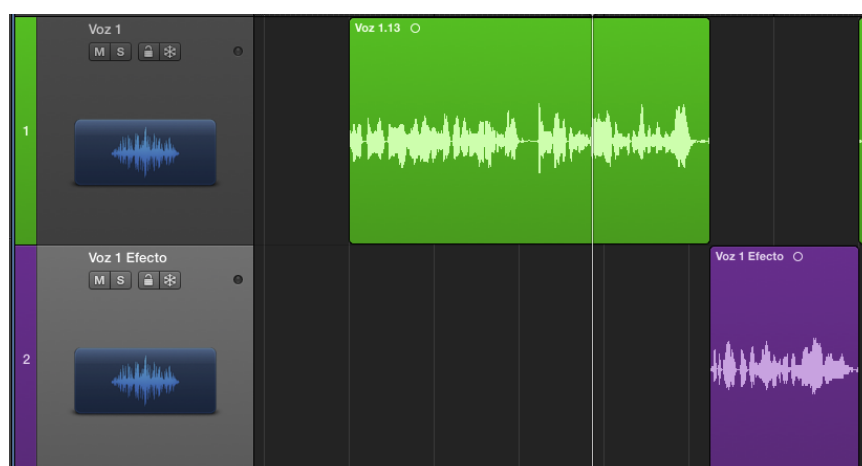 Voz 1
M S
1
Voz 1.13
Voz 1 Efecto
M S
2
Voz 1 Efecto